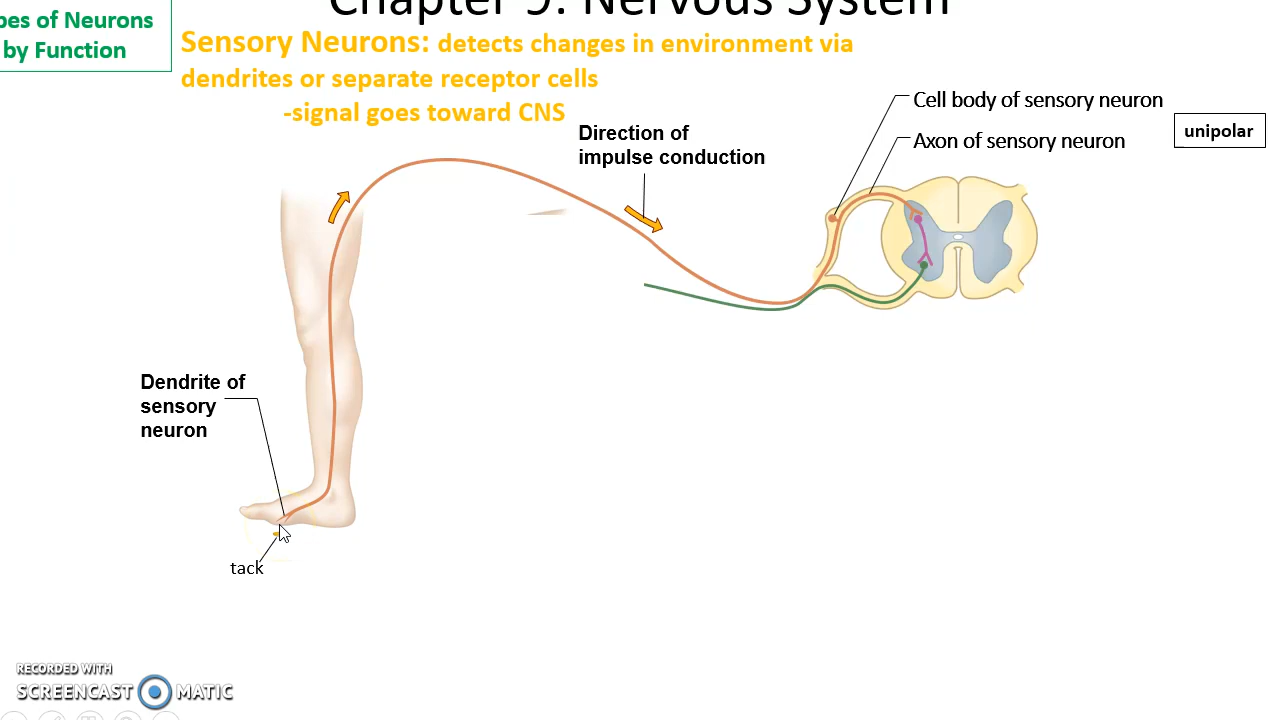 Chapter 9: Nervous System
pes of Neurons
by Function
Sensory Neurons: detects changes in environment via
dendrites or separate receptor cells
-signal goes toward CNS
Direction of
impulse conduction
Cell body of sensory neuron
Axon of sensory neuron
unipolar
Dendrite of
sensory
neuron
tack
RECORDED WITH
SCREENCAST MATIC